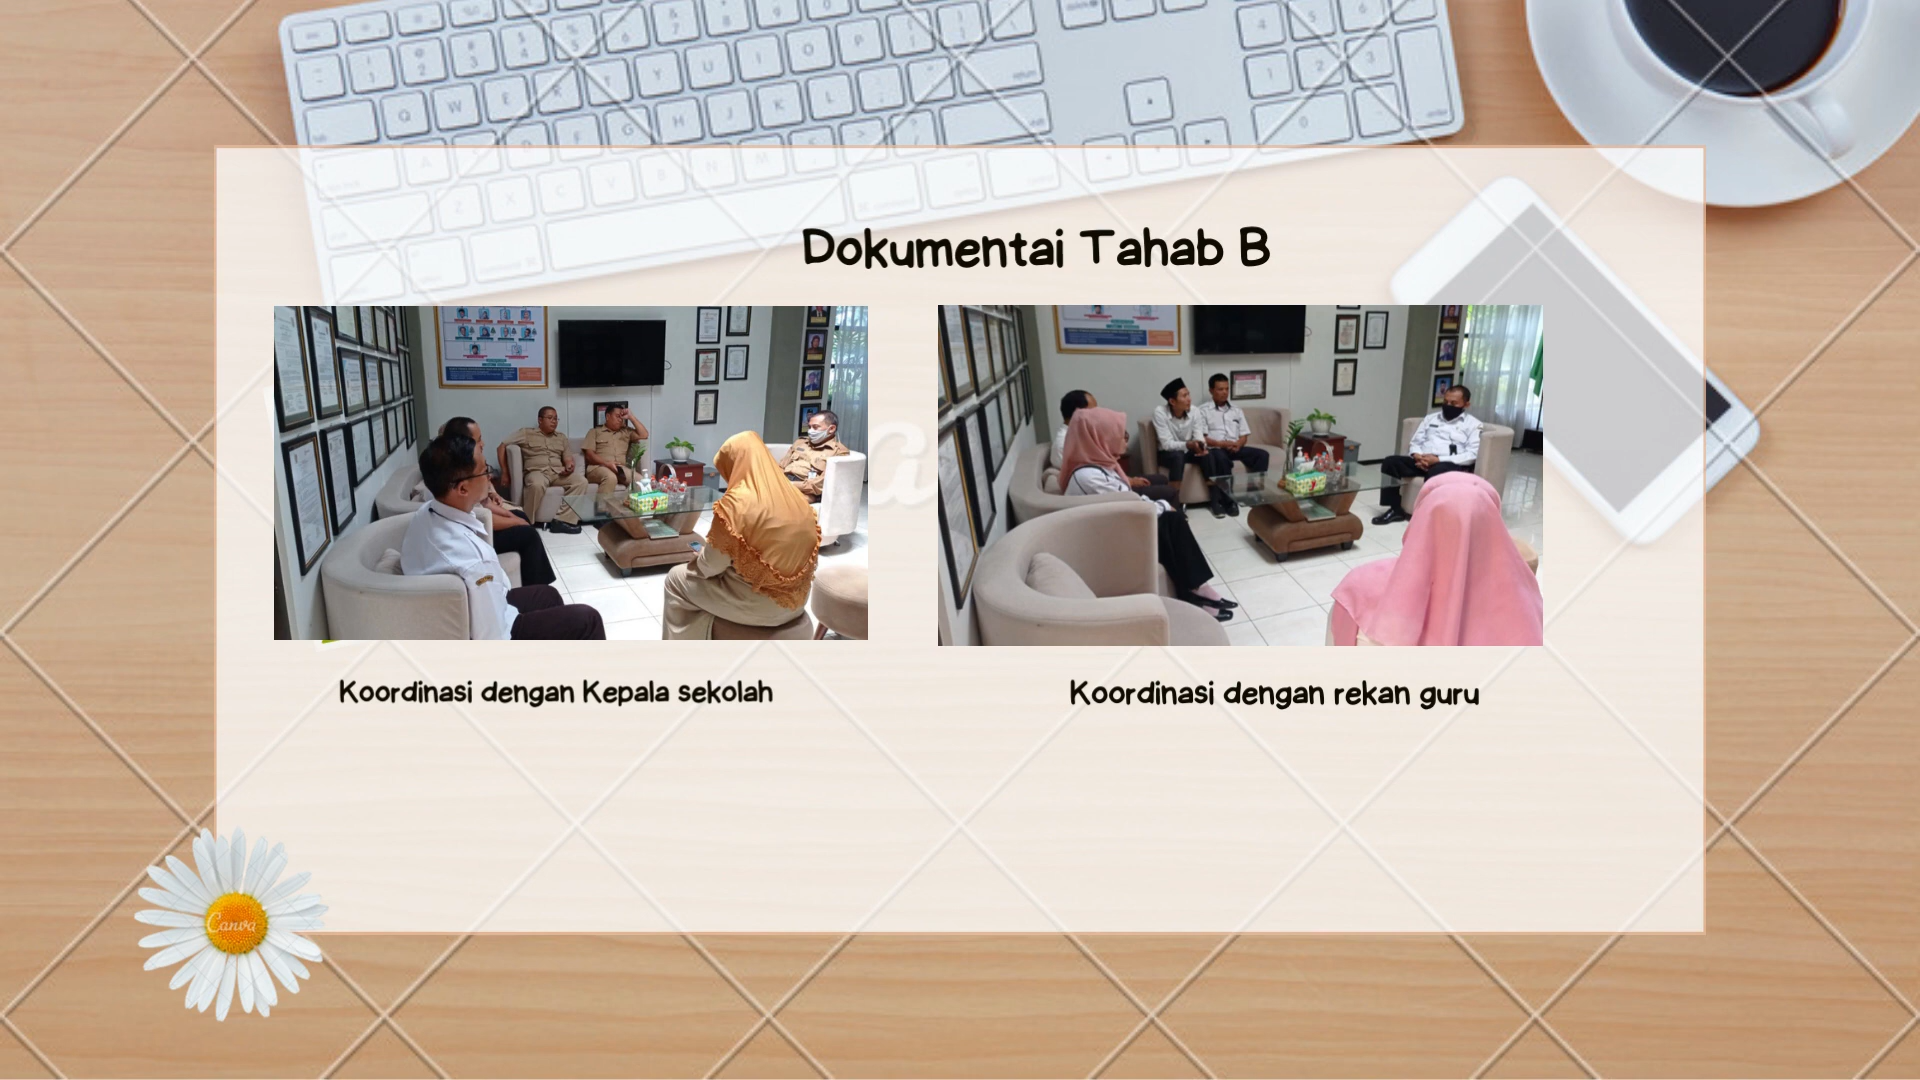 Dokumentai Tahab B
Koordinasi dengan Kepala sekolah
Koordinasi dengan rekan guru
Canva